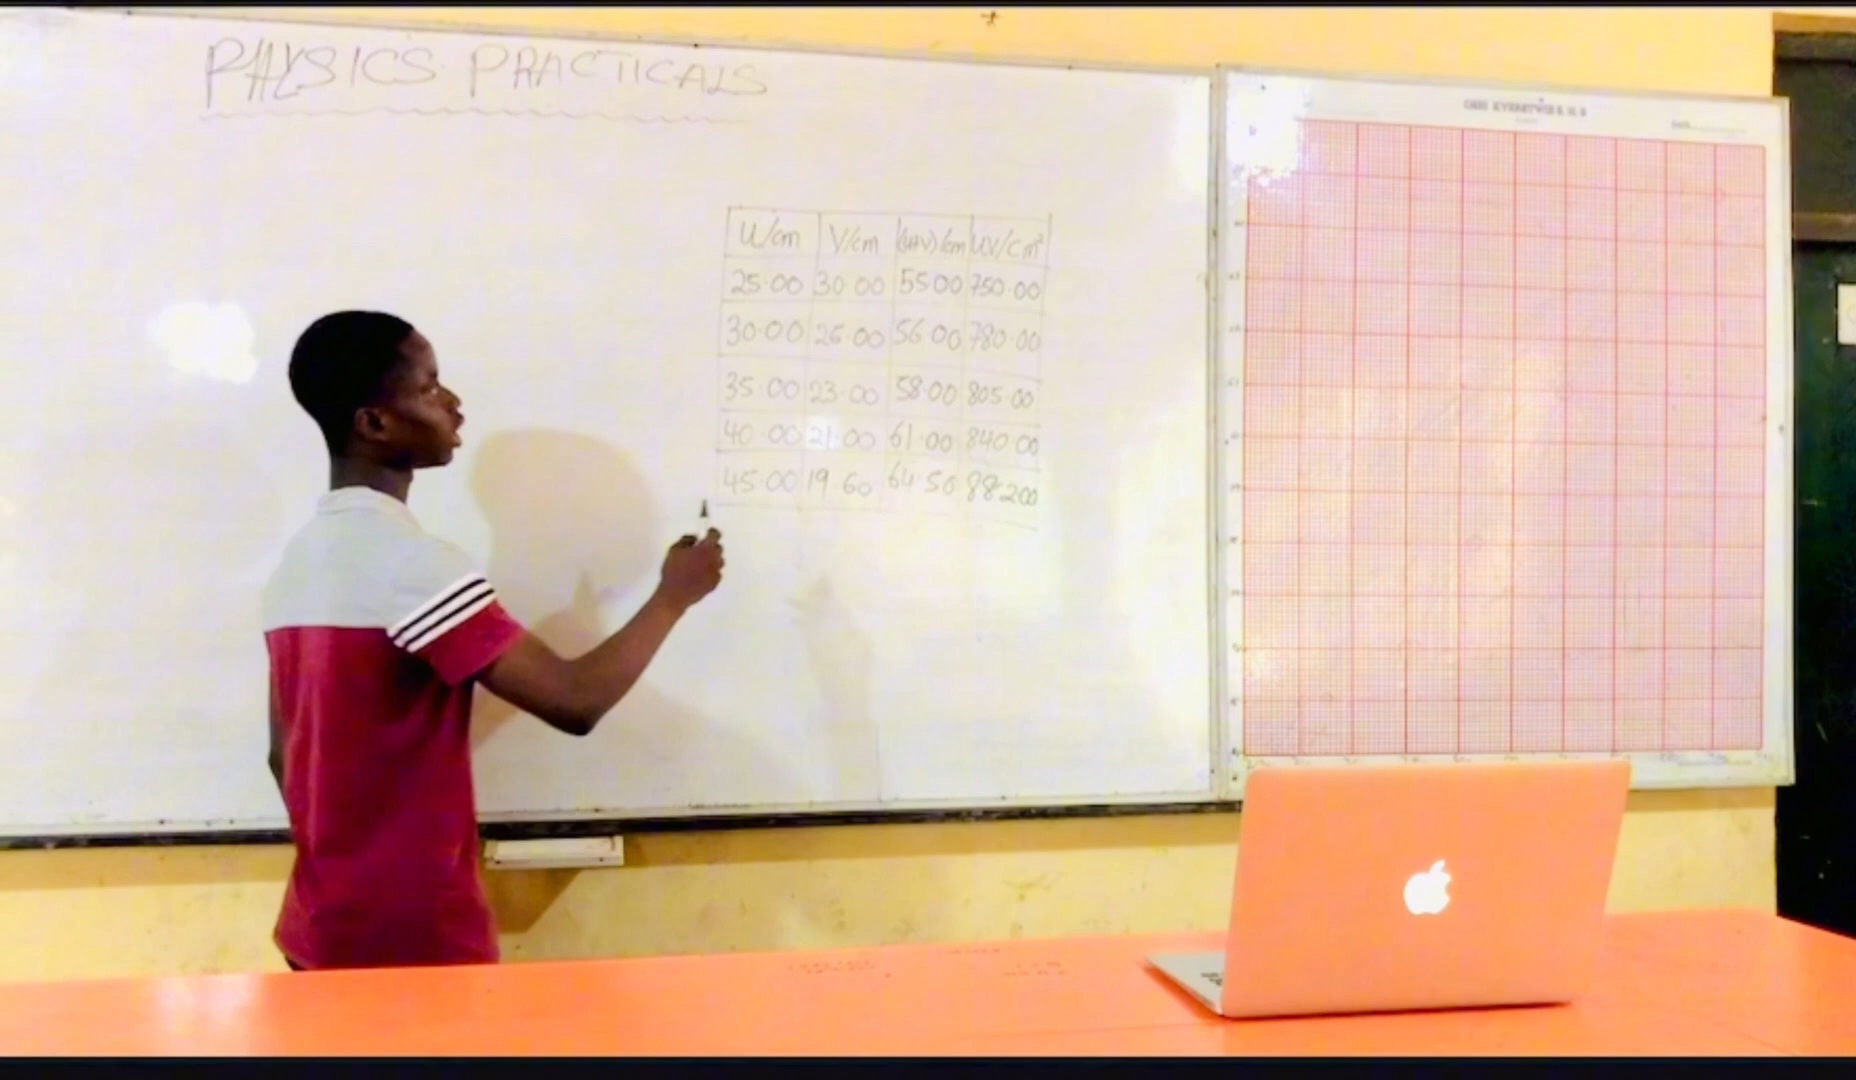 PHYSICS PRACTICALS
U/cm V/cm (U+V)/cm UV/cm²
25.00 30.00 55.00 750.00
30.00 26.00 56.00 780.00
35.00 23.00 58.00 805.00
40.00 21.00 61.00 840.00
45.00 19.60 64.50 88200